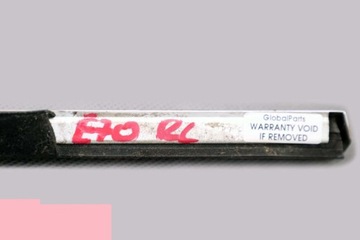 E70 RL
GlobalParts
WARRANTY VOID
IF REMOVED